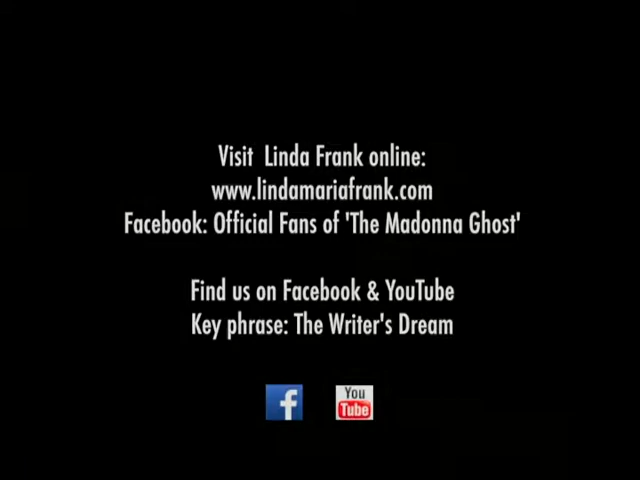 Visit Linda Frank online:
www.lindamariafrank.com
Facebook: Official Fans of 'The Madonna Ghost'
Find us on Facebook & YouTube
Key phrase: The Writer's Dream
f
You
Tube